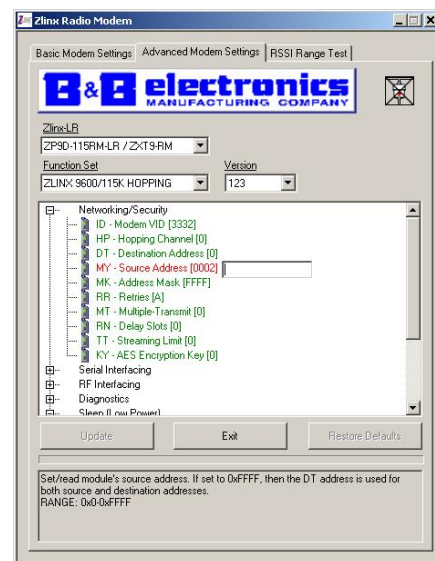 Zlinx Radio Modem
Basic Modem Settings Advanced Modem Settings RSSI Range Test
B&B electronics
MANUFACTURING COMPANY
Zlinx-LR
ZP9D-115RM-LR / ZXT9-RM
Function Set Version
ZLINX 9600/115K HOPPING 123
Networking/Security
ID - Modem VID [3332]
HP - Hopping Channel [0]
DT - Destination Address [0]
MY - Source Address [0002]
MK - Address Mask [FFFF]
RR - Retries [A]
MT - Multiple-Transmit [0]
RN - Delay Slots [0]
TT - Streaming Limit [0]
KY - AES Encryption Key [0]
Serial Interfacing
RF Interfacing
Diagnostics
Sleep (Low Power)
Update Exit Restore Defaults
Set/read module's source address. If set to 0xFFFF, then the DT address is used for
both source and destination addresses.
RANGE: 0x0-0xFFFF